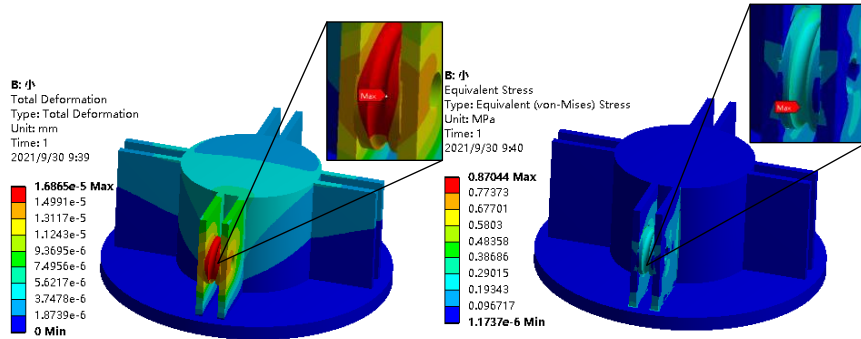 B: 小
Total Deformation
Type: Total Deformation
Unit: mm
Time: 1
2021/9/30 9:39
1.6865e-5 Max
1.4991e-5
1.3117e-5
1.1243e-5
9.3695e-6
7.4956e-6
5.6217e-6
3.7478e-6
1.8739e-6
0 Min
Max
B: 小
Equivalent Stress
Type: Equivalent (von-Mises) Stress
Unit: MPa
Time: 1
2021/9/30 9:40
0.87044 Max
0.77373
0.67701
0.5803
0.48358
0.38686
0.29015
0.19343
0.096717
1.1737e-6 Min
Max